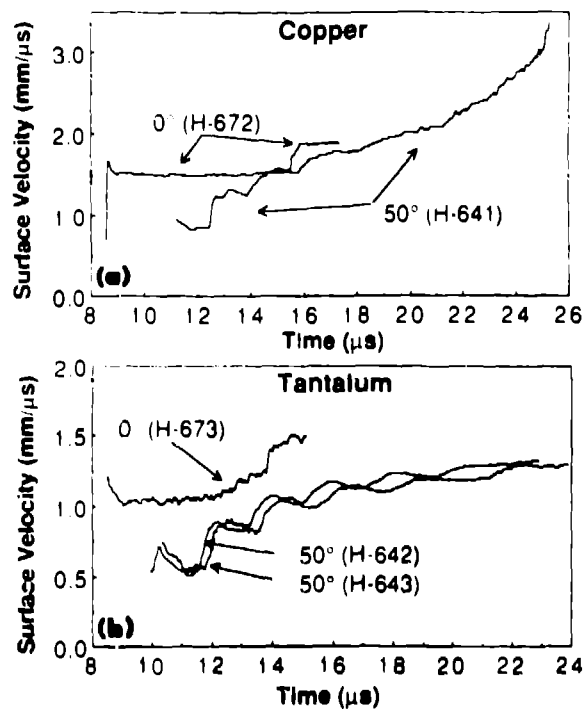 Copper
Surface Velocity (mm/μs)
3.0
2.0
1.0
0.0
0° (H-672)
50° (H-641)
(a)
8 10 12 14 16 18 20 22 24 26
Time (μs)
Tantalum
Surface Velocity (mm/μs)
2.0
1.5
1.0
0.5
0.0
0 (H-673)
50° (H-642)
50° (H-643)
(b)
8 10 12 14 16 18 20 22 24
Time (μs)